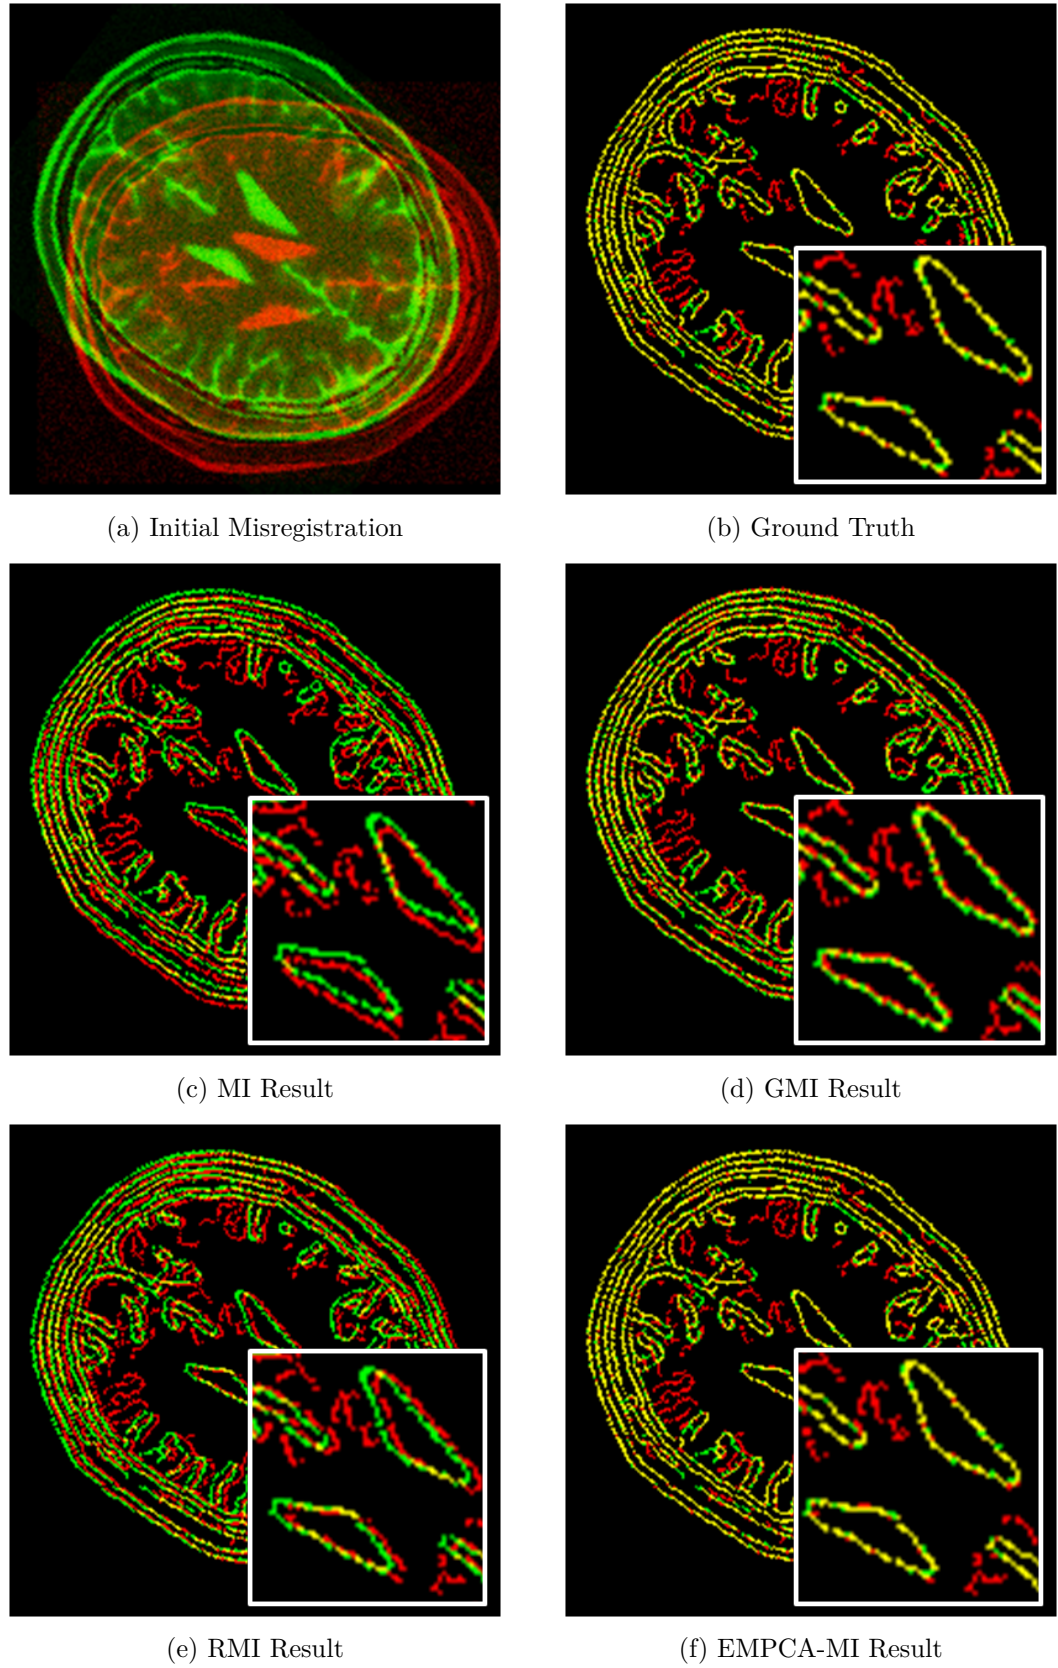 (a) Initial Misregistration
(b) Ground Truth
(c) MI Result
(d) GMI Result
(e) RMI Result
(f) EMPCA-MI Result